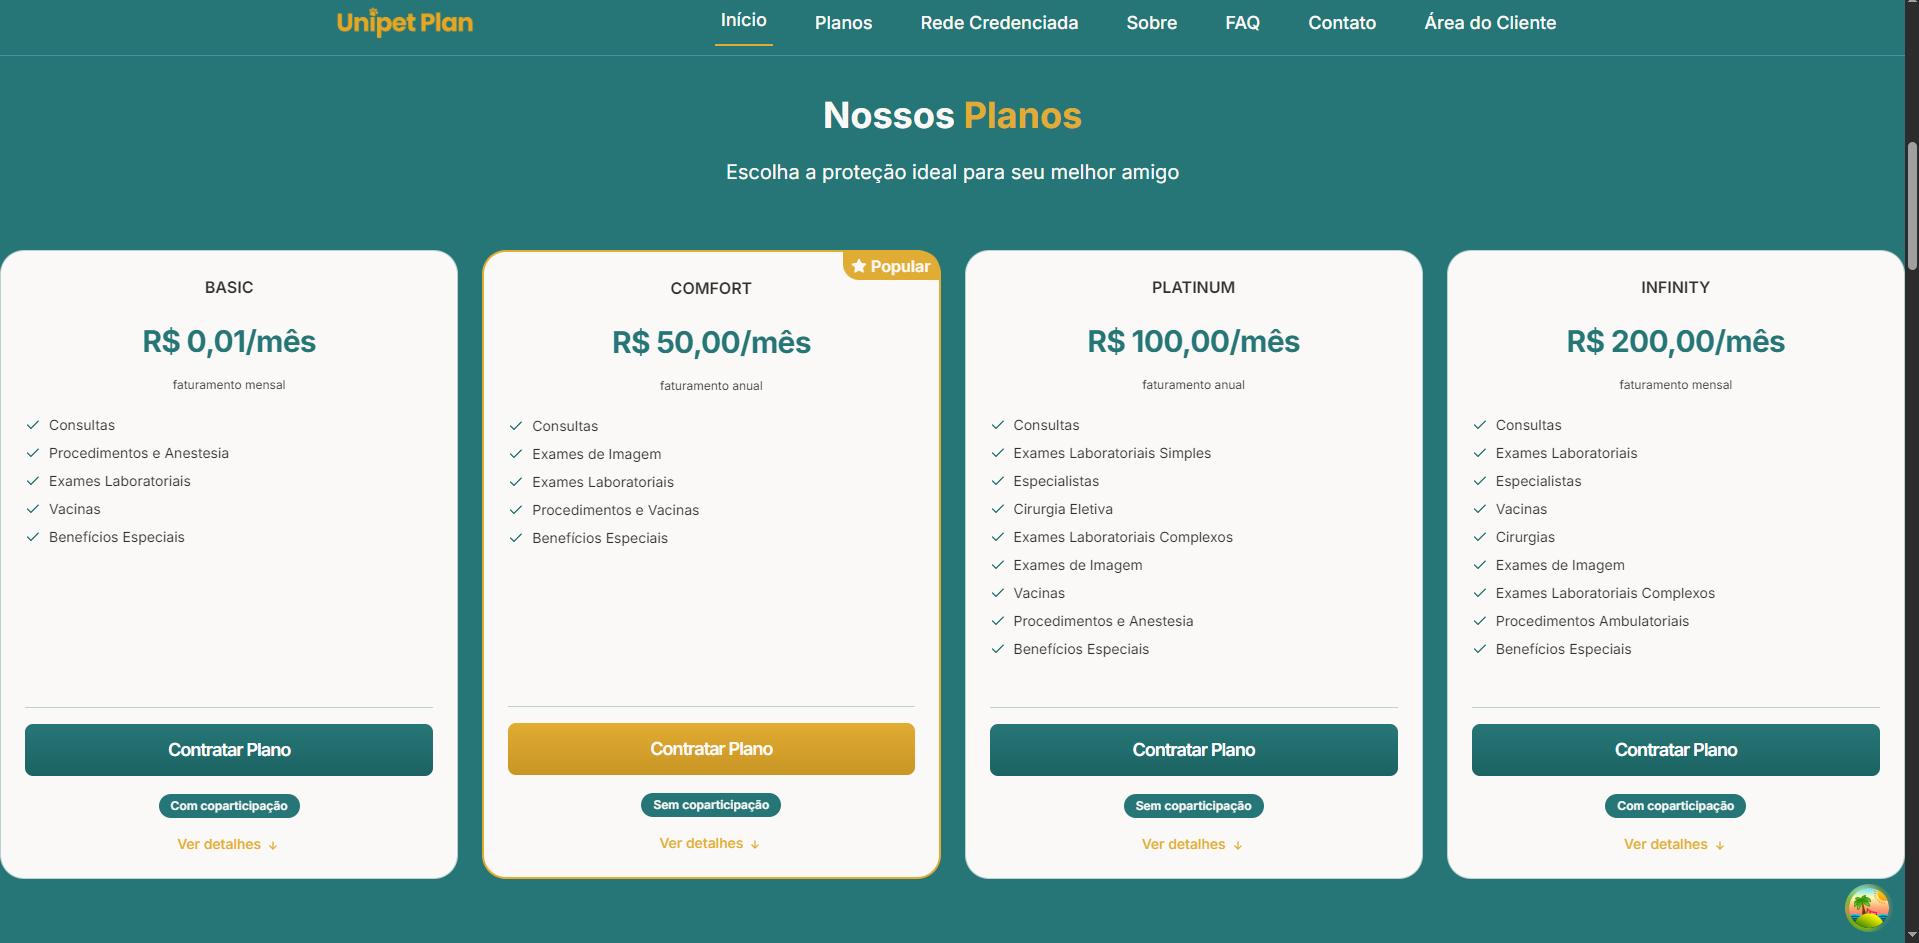 Unipet Plan
Início
Planos
Rede Credenciada
Sobre
FAQ
Contato
Área do Cliente
Nossos Planos
Escolha a proteção ideal para seu melhor amigo
BASIC
R$ 0,01/mês
faturamento mensal
Consultas
Procedimentos e Anestesia
Exames Laboratoriais
Vacinas
Benefícios Especiais
Contratar Plano
Com coparticipação
Ver detalhes ↓
Popular
COMFORT
R$ 50,00/mês
faturamento anual
Consultas
Exames de Imagem
Exames Laboratoriais
Procedimentos e Vacinas
Benefícios Especiais
Contratar Plano
Sem coparticipação
Ver detalhes ↓
PLATINUM
R$ 100,00/mês
faturamento anual
Consultas
Exames Laboratoriais Simples
Especialistas
Cirurgia Eletiva
Exames Laboratoriais Complexos
Exames de Imagem
Vacinas
Procedimentos e Anestesia
Benefícios Especiais
Contratar Plano
Sem coparticipação
Ver detalhes ↓
INFINITY
R$ 200,00/mês
faturamento mensal
Consultas
Exames Laboratoriais
Especialistas
Vacinas
Cirurgias
Exames de Imagem
Exames Laboratoriais Complexos
Procedimentos Ambulatoriais
Benefícios Especiais
Contratar Plano
Com coparticipação
Ver detalhes ↓